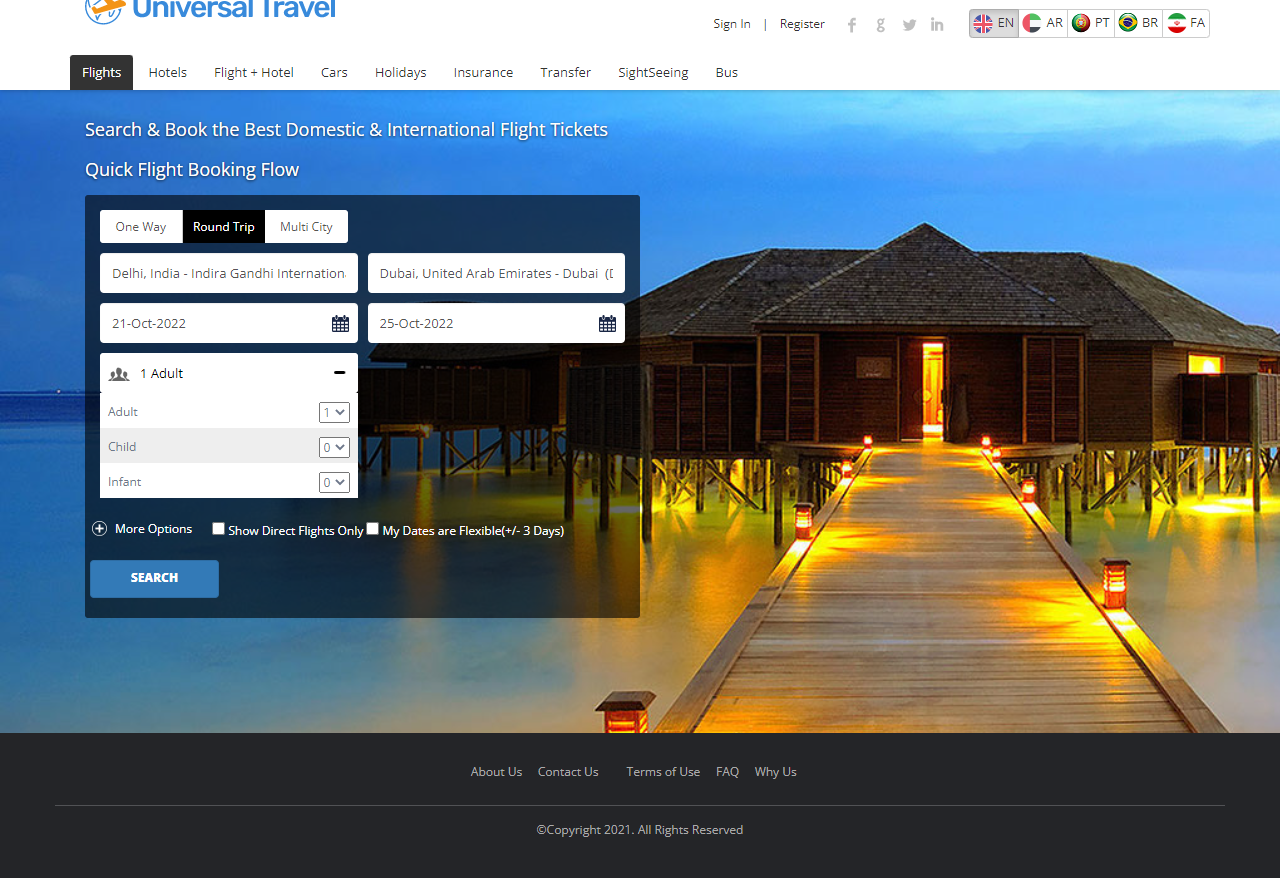 Universal Travel
Sign In | Register
EN AR PT BR FA
Flights Hotels Flight + Hotel Cars Holidays Insurance Transfer SightSeeing Bus
Search & Book the Best Domestic & International Flight Tickets
Quick Flight Booking Flow
One Way Round Trip Multi City
Delhi, India - Indira Gandhi Internation Dubai, United Arab Emirates - Dubai (D
21-Oct-2022 25-Oct-2022
1 Adult
Adult 1
Child 0
Infant 0
More Options Show Direct Flights Only My Dates are Flexible(+/- 3 Days)
SEARCH
About Us Contact Us Terms of Use FAQ Why Us
©Copyright 2021. All Rights Reserved